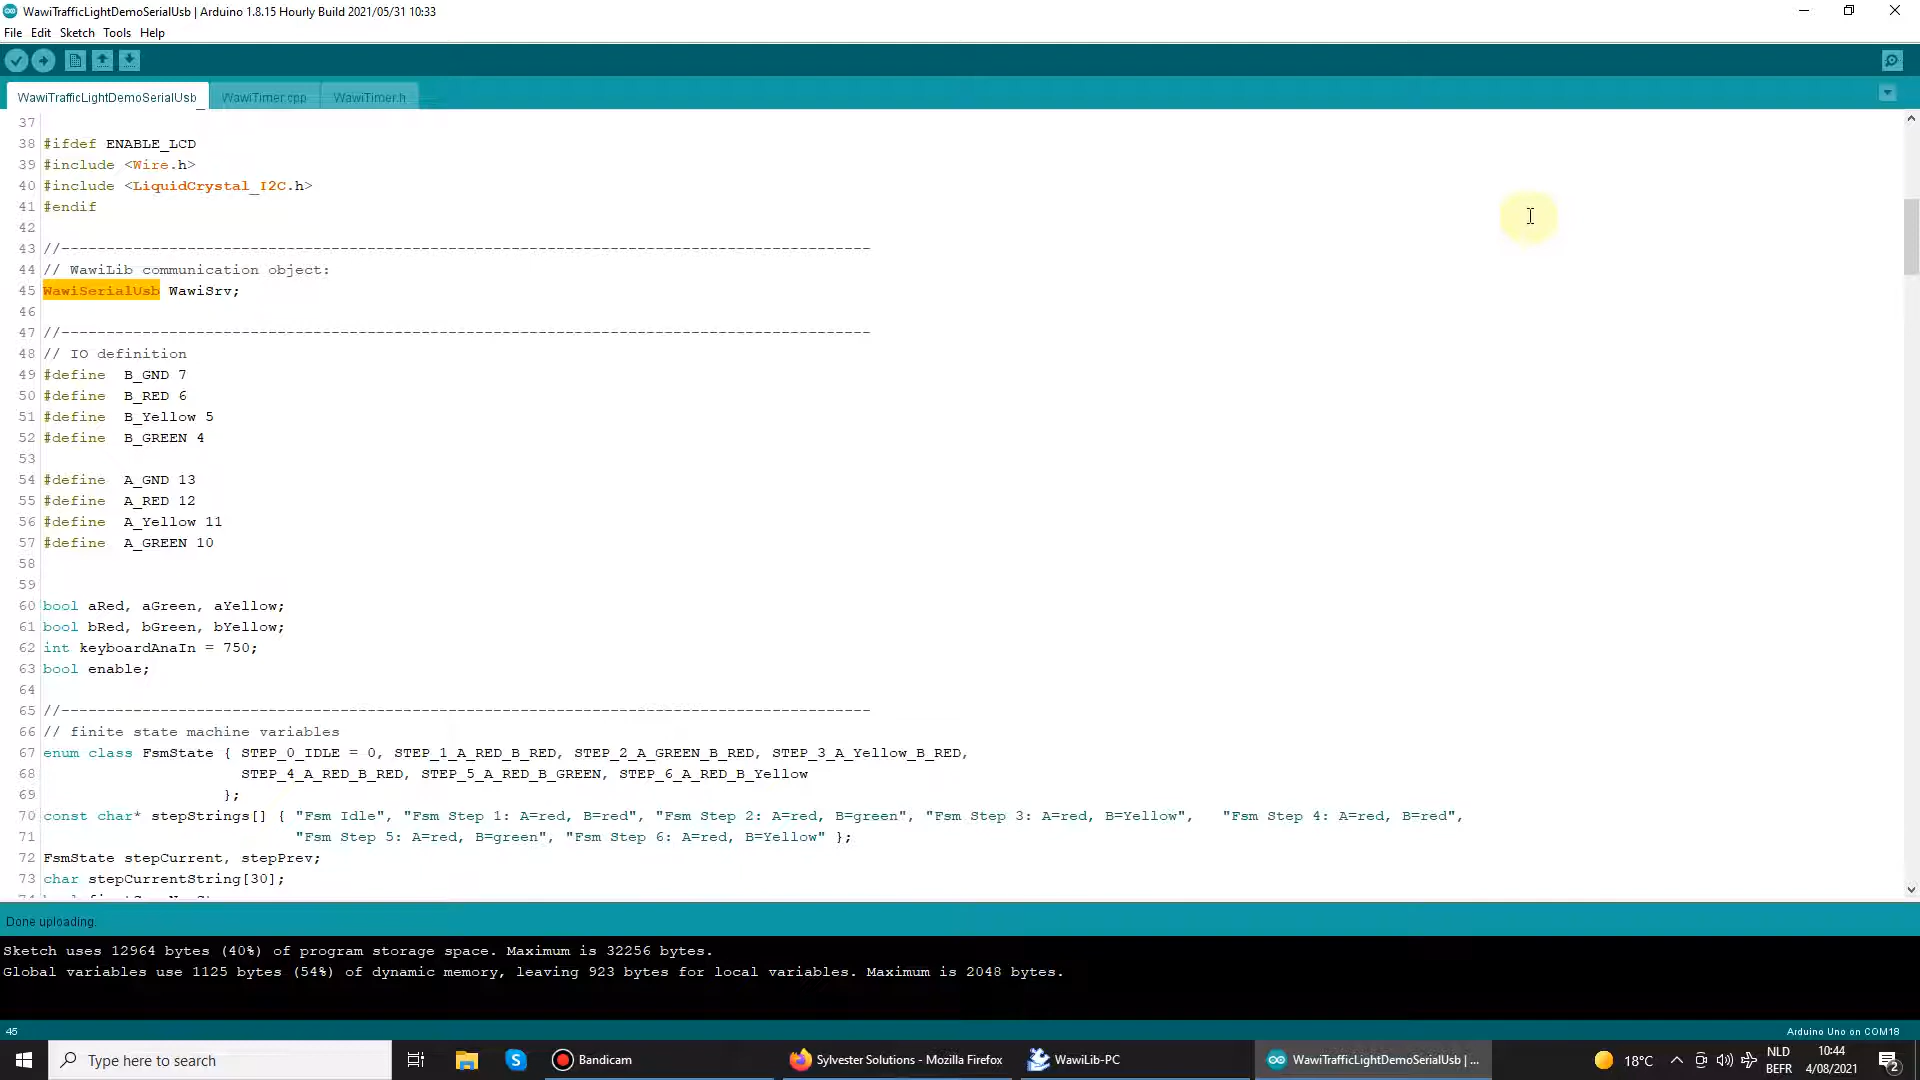 WawiTrafficLightDemoSerialUsb | Arduino 1.8.15 Hourly Build 2021/05/31 10:33
File Edit Sketch Tools Help
WawiTrafficLightDemoSerialUsb_ WawiTimer.cpp WawiTimer.h
37
38 #ifdef ENABLE_LCD
39 #include <Wire.h>
40 #include <LiquidCrystal_I2C.h>
41 #endif
42
43 //------------------------------------------------------------------------------------------
44 // WawiLib communication object:
45 WawiSerialUsb WawiSrv;
46
47 //------------------------------------------------------------------------------------------
48 // IO definition
49 #define  B_GND 7
50 #define  B_RED 6
51 #define  B_Yellow 5
52 #define  B_GREEN 4
53
54 #define  A_GND 13
55 #define  A_RED 12
56 #define  A_Yellow 11
57 #define  A_GREEN 10
58
59
60 bool aRed, aGreen, aYellow;
61 bool bRed, bGreen, bYellow;
62 int keyboardAnaIn = 750;
63 bool enable;
64
65 //------------------------------------------------------------------------------------------
66 // finite state machine variables
67 enum class FsmState { STEP_0_IDLE = 0, STEP_1_A_RED_B_RED, STEP_2_A_GREEN_B_RED, STEP_3_A_Yellow_B_RED,
68 STEP_4_A_RED_B_RED, STEP_5_A_RED_B_GREEN, STEP_6_A_RED_B_Yellow
69 };
70 const char* stepStrings[] { "Fsm Idle", "Fsm Step 1: A=red, B=red", "Fsm Step 2: A=red, B=green", "Fsm Step 3: A=red, B=Yellow",   "Fsm Step 4: A=red, B=red",
71 "Fsm Step 5: A=red, B=green", "Fsm Step 6: A=red, B=Yellow" };
72 FsmState stepCurrent, stepPrev;
73 char stepCurrentString[30];
Done uploading.
Sketch uses 12964 bytes (40%) of program storage space. Maximum is 32256 bytes.
Global variables use 1125 bytes (54%) of dynamic memory, leaving 923 bytes for local variables. Maximum is 2048 bytes.
45 Arduino Uno on COM18
Type here to search Bandicam Sylvester Solutions - Mozilla Firefox WawiLib-PC WawiTrafficLightDemoSerialUsb | ... 18°C NLD 10:44
BEFR 4/08/2021 2